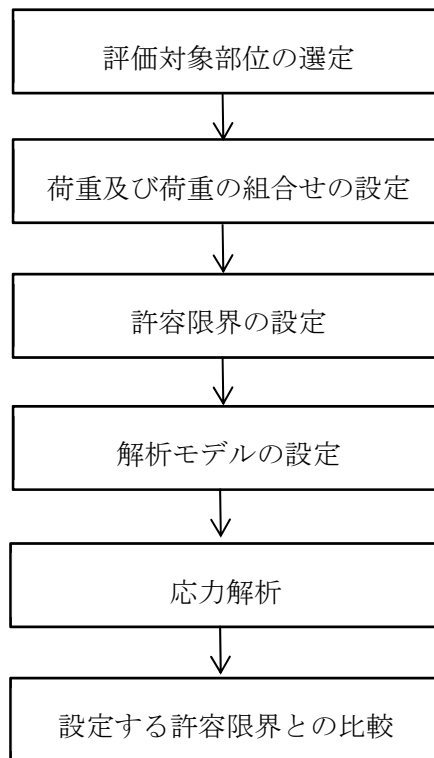 評価対象部位の選定
荷重及び荷重の組合せの設定
許容限界の設定
解析モデルの設定
応力解析
設定する許容限界との比較